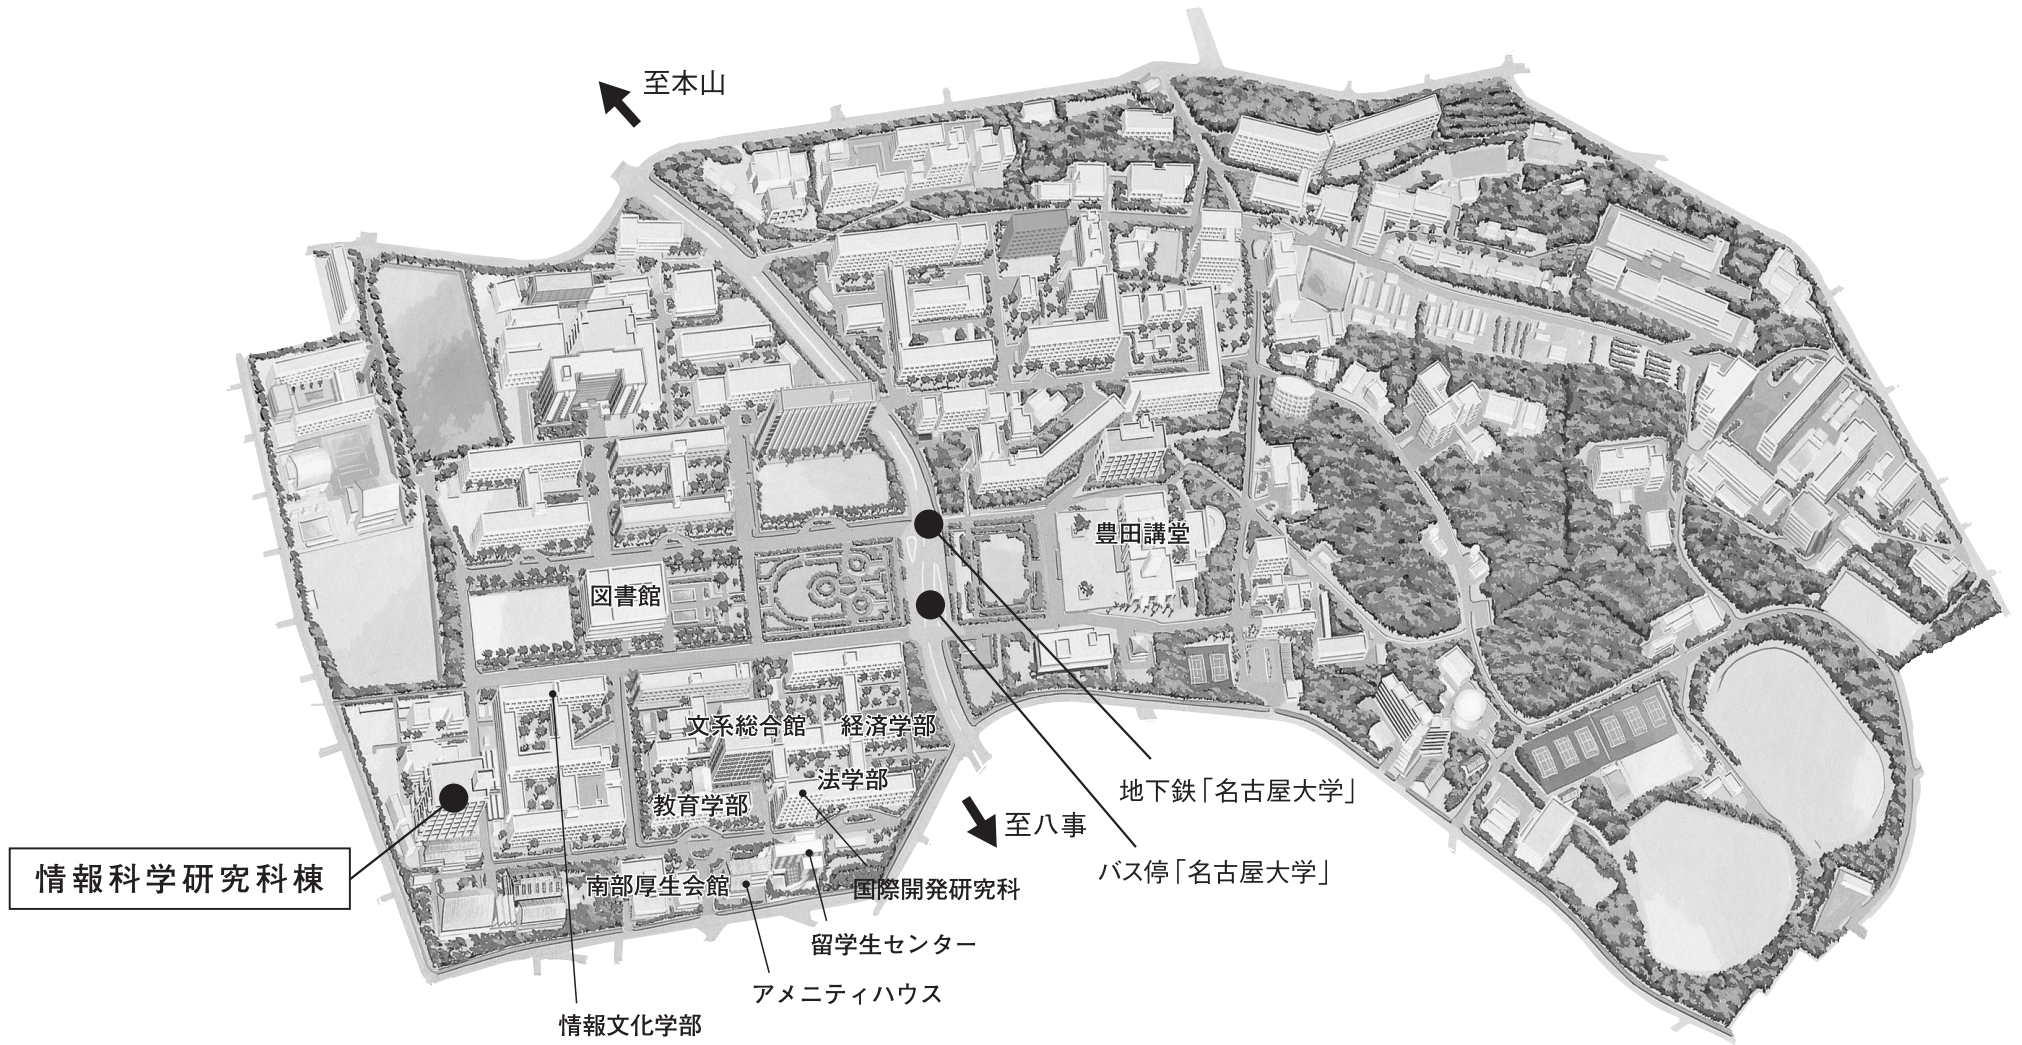 至本山
豊田講堂
図書館
文系総合館
経済学部
法学部
地下鉄「名古屋大学」
教育学部
至八事
バス停「名古屋大学」
情報科学研究科棟
南部厚生会館
国際開発研究科
留学生センター
アメニティハウス
情報文化学部